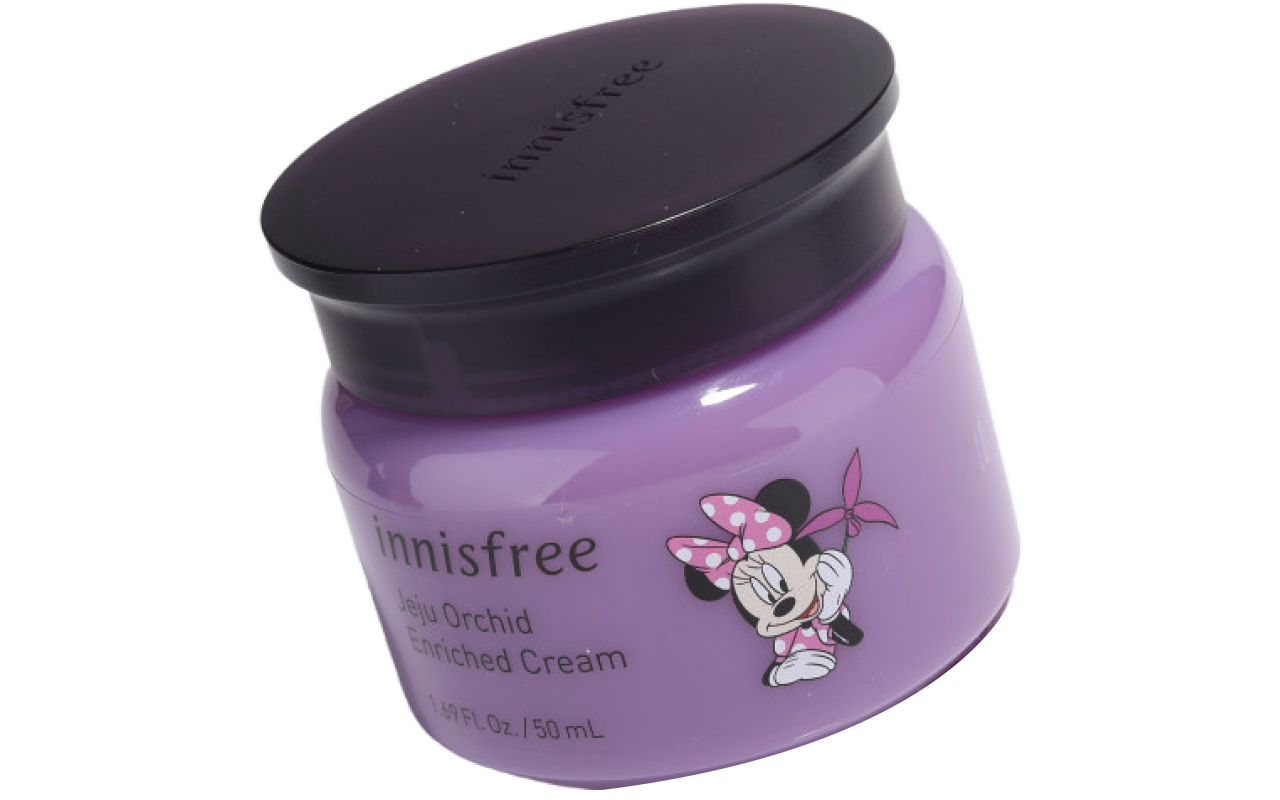 innisfree
innisfree
Jeju Orchid
Enriched Cream
1.69 Fl. Oz. / 50 mL